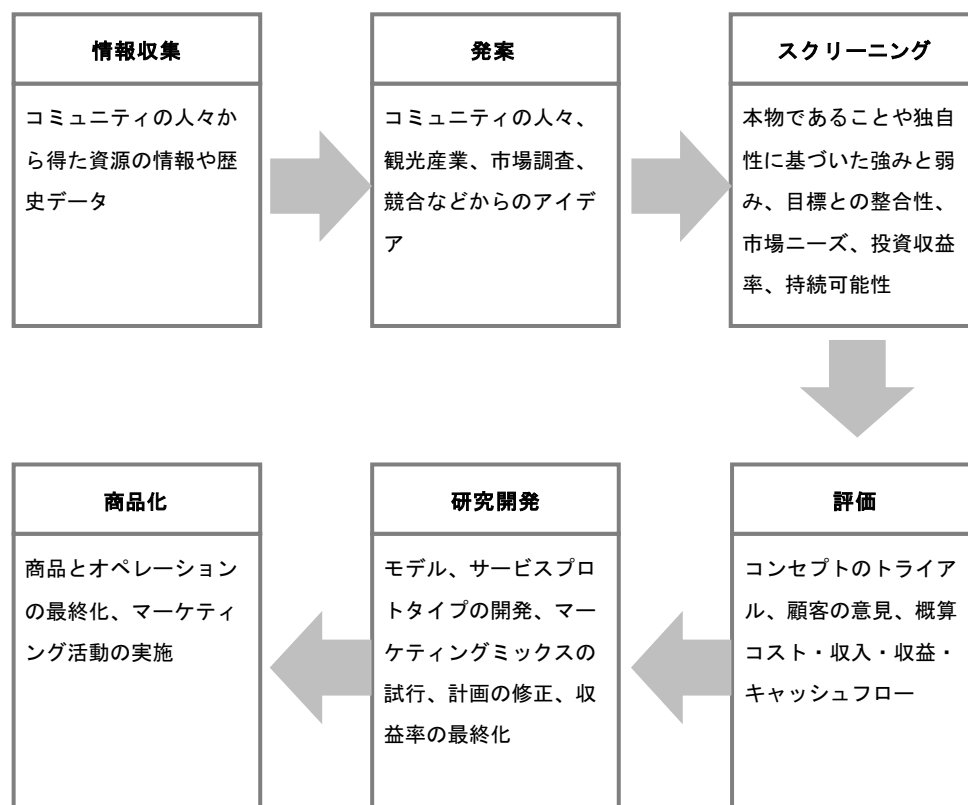 情報収集
コミュニティの人々か
ら得た資源の情報や歴
史データ
発案
コミュニティの人々、
観光産業、市場調査、
競合などからのアイデ
ア
スクリーニング
本物であることや独自
性に基づいた強みと弱
み、目標との整合性、
市場ニーズ、投資収益
率、持続可能性
評価
コンセプトのトライア
ル、顧客の意見、概算
コスト・収入・収益・
キャッシュフロー
研究開発
モデル、サービスプロ
トタイプの開発、マー
ケティングミックスの
試行、計画の修正、収
益率の最終化
商品化
商品とオペレーション
の最終化、マーケティ
ング活動の実施